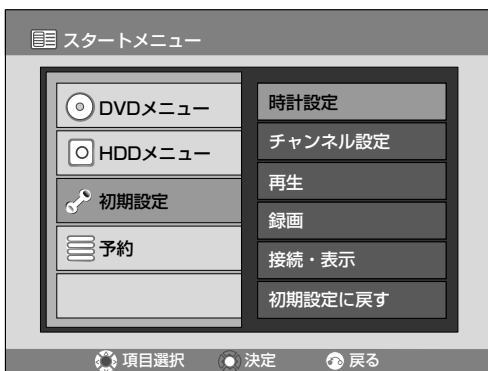 スタートメニュー
DVDメニュー
HDDメニュー
初期設定
予約
時計設定
チャンネル設定
再生
録画
接続・表示
初期設定に戻す
項目選択 決定 戻る